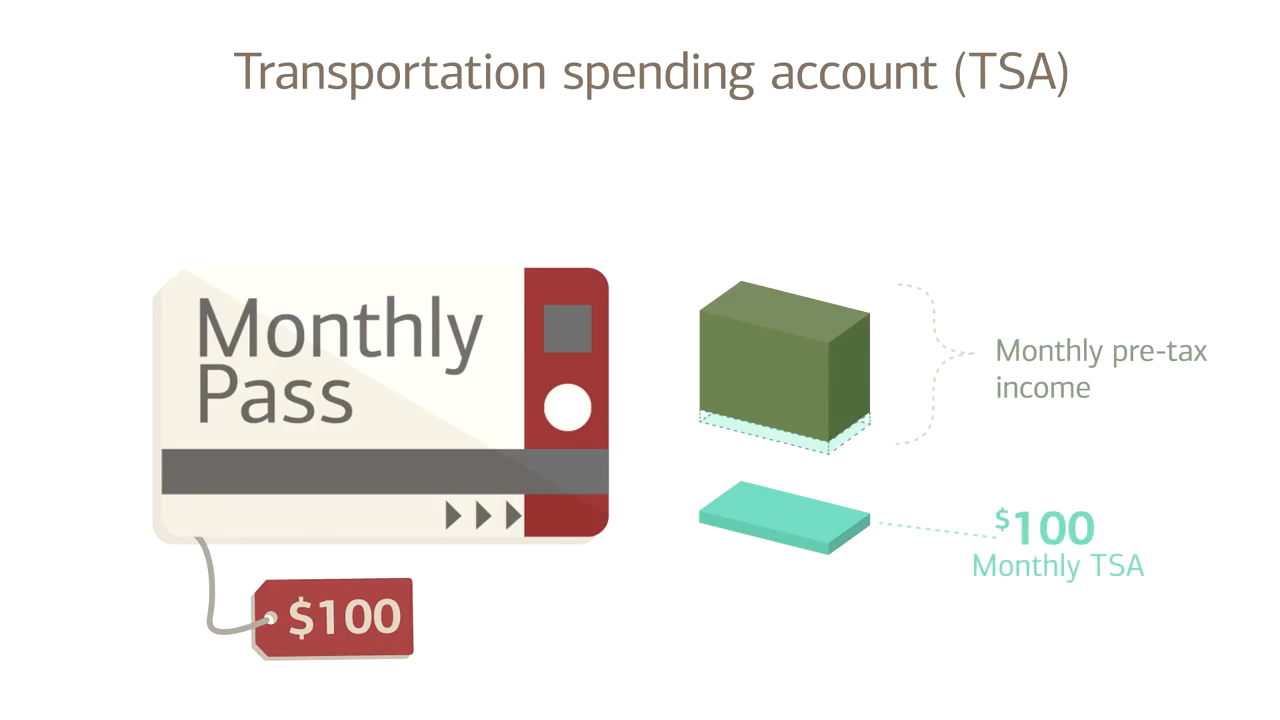 Transportation spending account (TSA)
Monthly
Pass
$100
Monthly pre-tax
income
$100
Monthly TSA